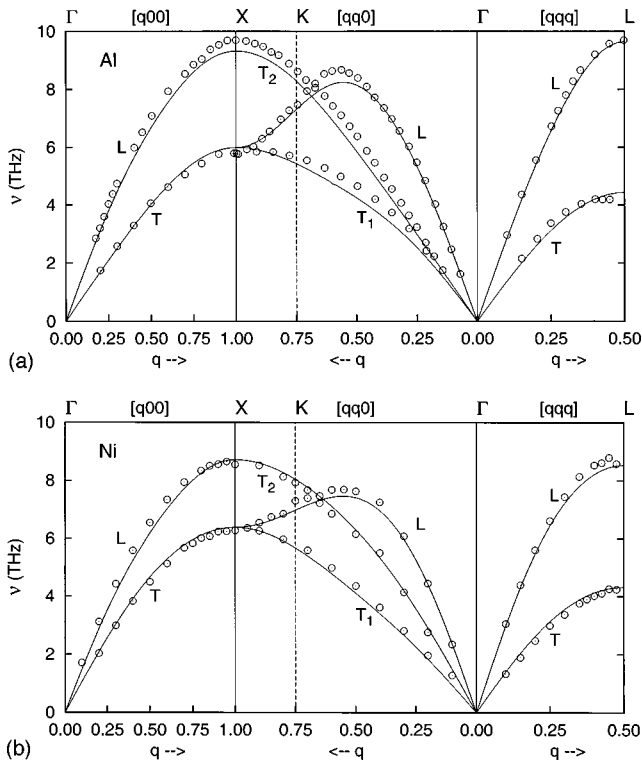 Γ [q00] X K [qq0] Γ [qqq] L
10
8
6
4
2
0
ν (THz)
Al
L
T
T2
L
T1
L
T
0.00 0.25 0.50 0.75 1.00 0.75 0.50 0.25 0.00 0.25 0.50
(a) q --> <-- q q -->
Γ [q00] X K [qq0] Γ [qqq] L
10
8
6
4
2
0
ν (THz)
Ni
L
T
T2
L
T1
L
T
0.00 0.25 0.50 0.75 1.00 0.75 0.50 0.25 0.00 0.25 0.50
(b) q --> <-- q q -->